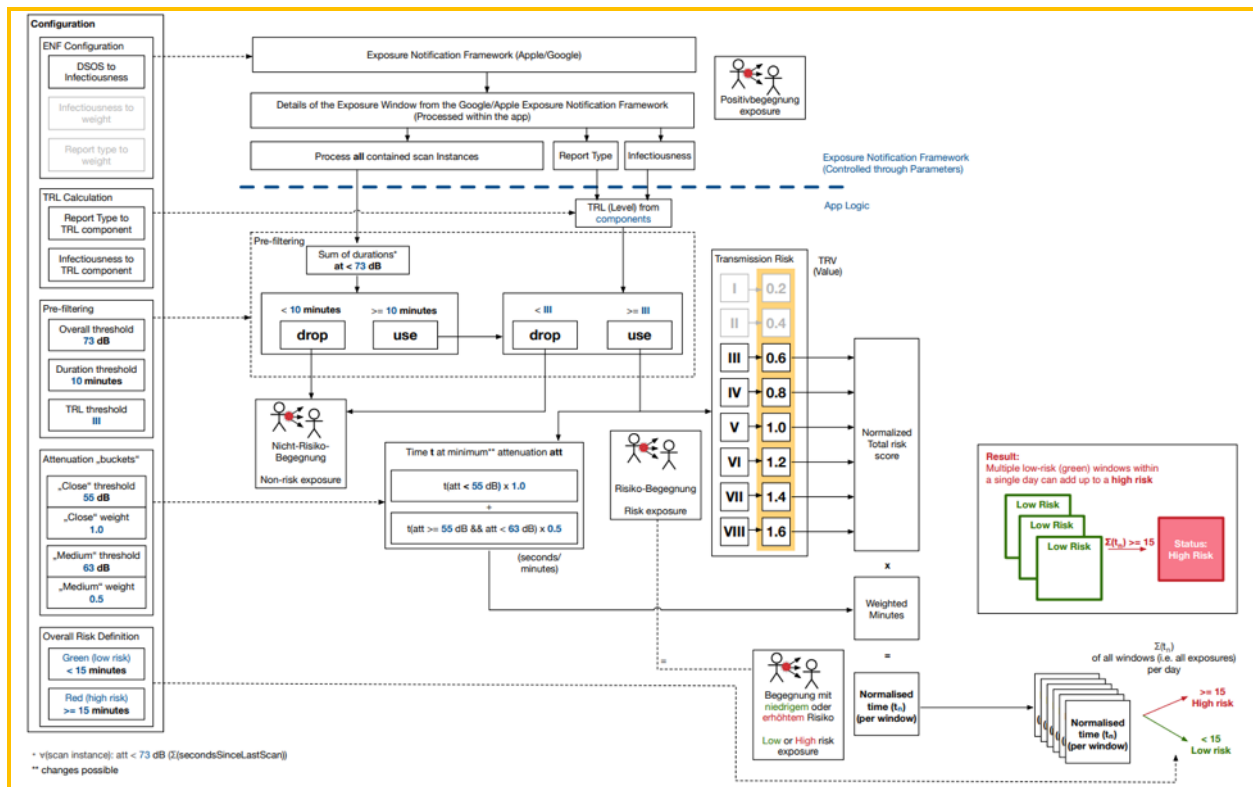 Configuration
ENF Configuration
DSOS to
Infectiousness
Infectiousness to
weight
Report type to
weight
TRL Calculation
Report Type to
TRL component
Infectiousness to
TRL component
Pre-filtering
Overall threshold
73 dB
Duration threshold
10 minutes
TRL threshold
III
Attenuation „buckets"
„Close" threshold
55 dB
„Close" weight
1.0
„Medium" threshold
63 dB
„Medium" weight
0.5
Overall Risk Definition
Green (low risk)
< 15 minutes
Red (high risk)
>= 15 minutes
Exposure Notification Framework (Apple/Google)
Details of the Exposure Window from the Google/Apple Exposure Notification Framework
(Processed within the app)
Process all contained scan Instances
Report Type
Infectiousness
Positivbegegnung
exposure
Exposure Notification Framework
(Controlled through Parameters)
App Logic
TRL (Level) from
components
Pre-filtering
Sum of durations*
at < 73 dB
< 10 minutes
drop
>= 10 minutes
use
< III
drop
>= III
use
Nicht-Risiko-
Begegnung
Non-risk exposure
Time t at minimum** attenuation att
t(att < 55 dB) x 1.0
+
t(att >= 55 dB && att < 63 dB) x 0.5
(seconds/
minutes)
Risiko-Begegnung
Risk exposure
Transmission Risk
TRV
(Value)
I 0.2
II 0.4
III 0.6
IV 0.8
V 1.0
VI 1.2
VII 1.4
VIII 1.6
Normalized
Total risk
score
x
Weighted
Minutes
=
Normalised
time (tn)
(per window)
=
Begegnung mit
niedrigem oder
erhöhtem Risiko
Low or High risk
exposure
Result:
Multiple low-risk (green) windows within
a single day can add up to a high risk
Low Risk
Low Risk
Low Risk
Σ(tn) >= 15
Status:
High Risk
Σ(tn)
of all windows (i.e. all exposures)
per day
Normalised
time (tn)
(per window)
>= 15
High risk
< 15
Low risk
* ∀(scan instance): att < 73 dB (Σ(secondsSinceLastScan))
** changes possible